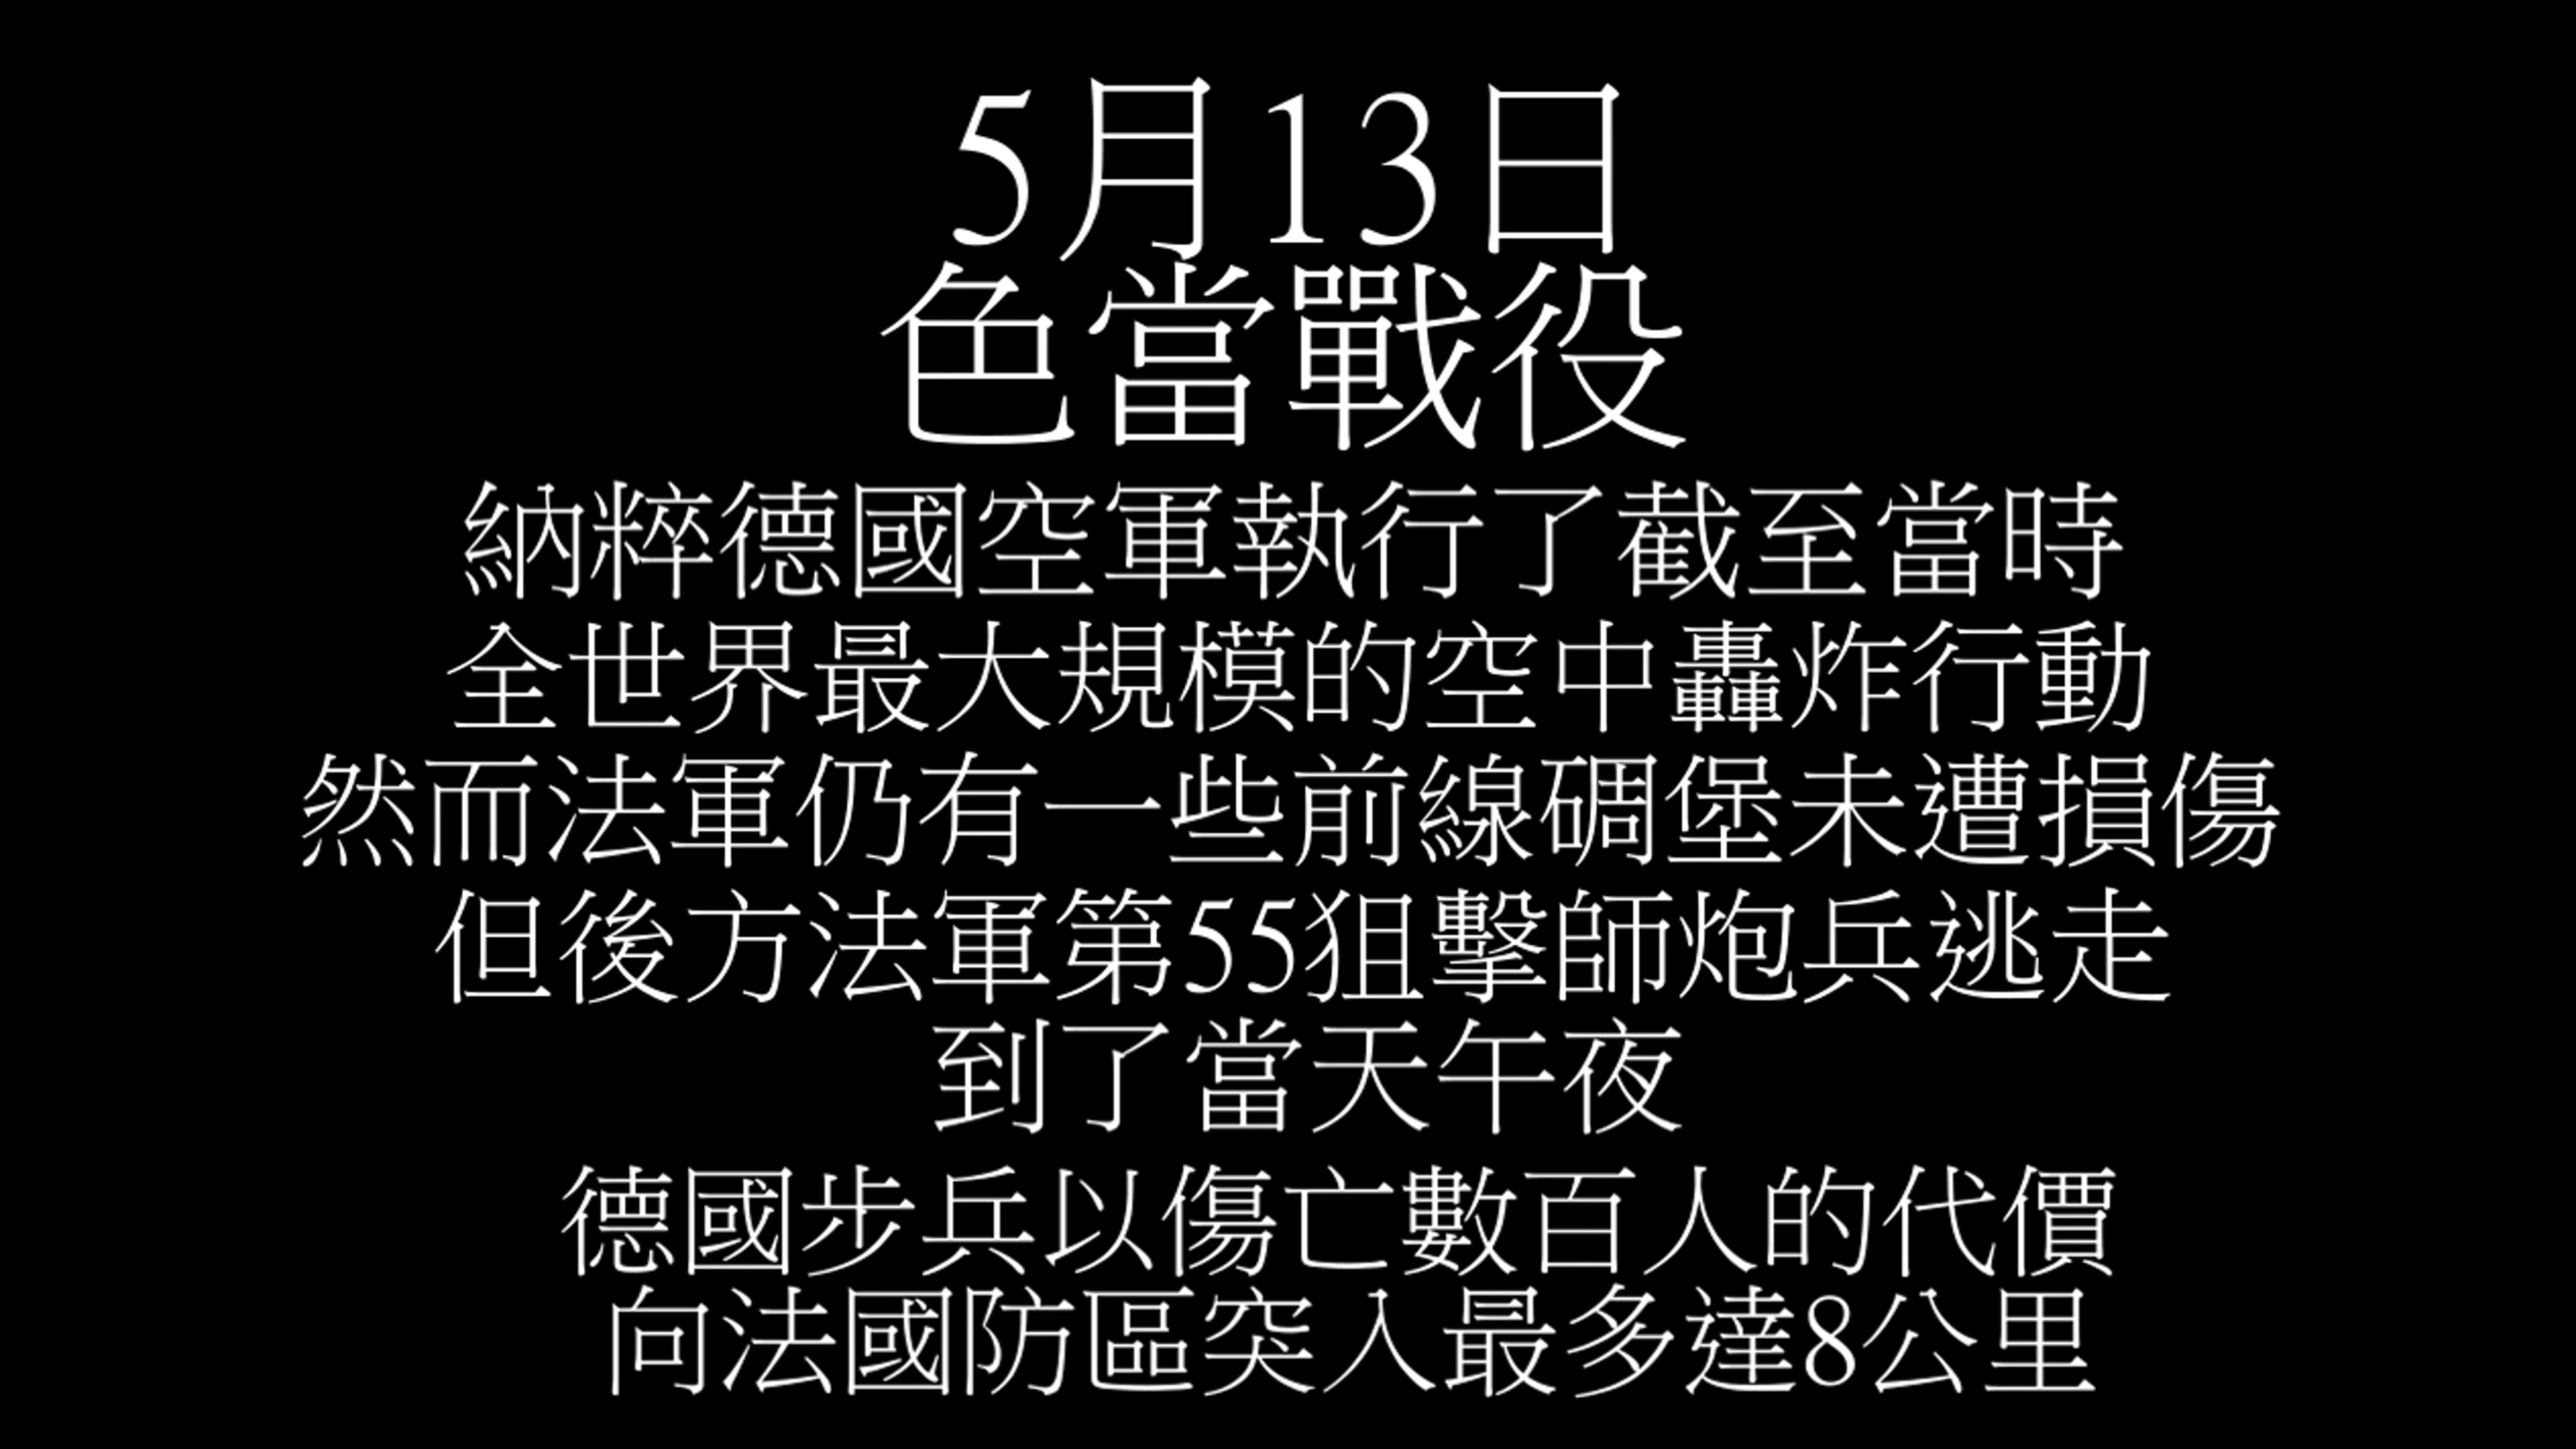 5月13日
色當戰役
納粹德國空軍執行了截至當時
全世界最大規模的空中轟炸行動
然而法軍仍有一些前線碉堡未遭損傷
但後方法軍第55狙擊師炮兵逃走
到了當天午夜
德國步兵以傷亡數百人的代價
向法國防區突入最多達8公里